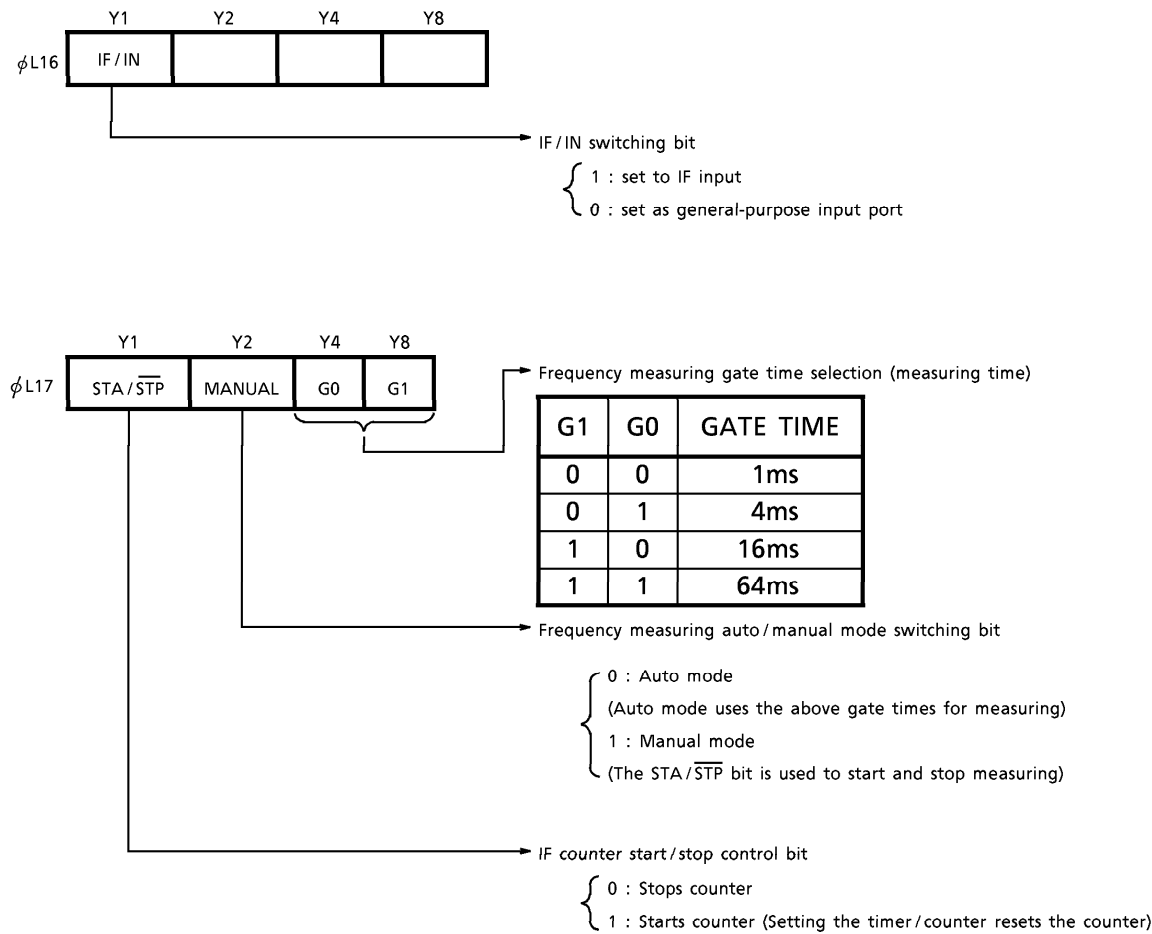 Y1 Y2 Y4 Y8
ϕL16 IF/IN
IF/IN switching bit
1 : set to IF input
0 : set as general-purpose input port
Y1 Y2 Y4 Y8
ϕL17 STA/S̅T̅P̅ MANUAL G0 G1
Frequency measuring gate time selection (measuring time)
G1 G0 GATE TIME
0 0 1ms
0 1 4ms
1 0 16ms
1 1 64ms
Frequency measuring auto/manual mode switching bit
0 : Auto mode
(Auto mode uses the above gate times for measuring)
1 : Manual mode
(The STA/S̅T̅P̅ bit is used to start and stop measuring)
IF counter start/stop control bit
0 : Stops counter
1 : Starts counter (Setting the timer/counter resets the counter)